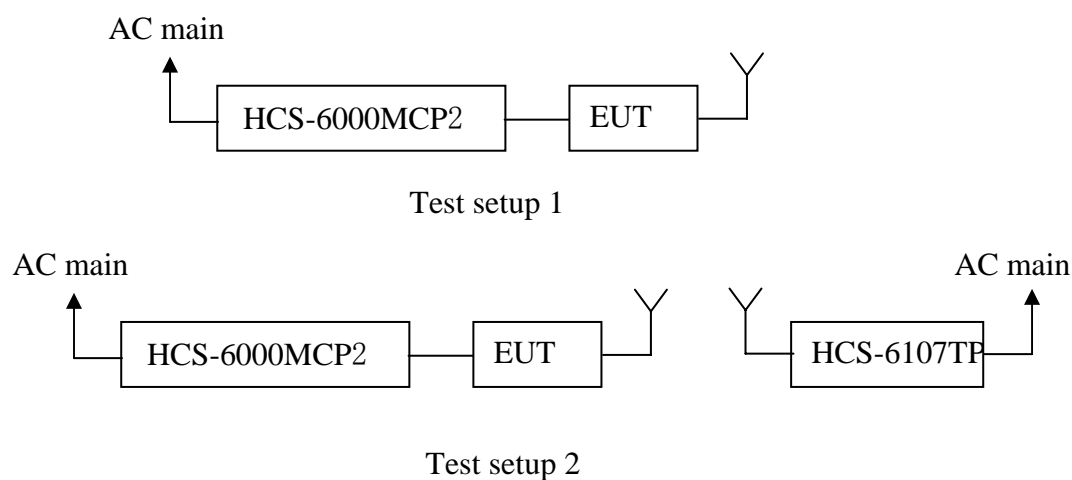 AC main
HCS-6000MCP2
EUT
Test setup 1
AC main
AC main
HCS-6000MCP2
EUT
HCS-6107TP
Test setup 2